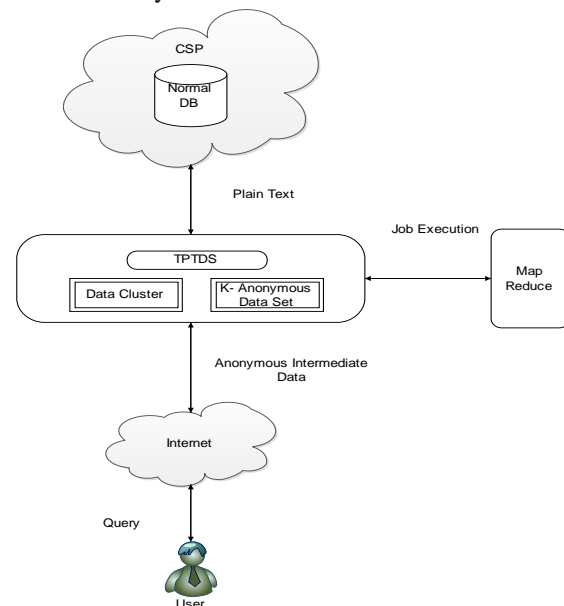 CSP
Normal
DB
Plain Text
Job Execution
TPTDS
Data Cluster
K- Anonymous
Data Set
Map
Reduce
Anonymous Intermediate
Data
Internet
Query
User